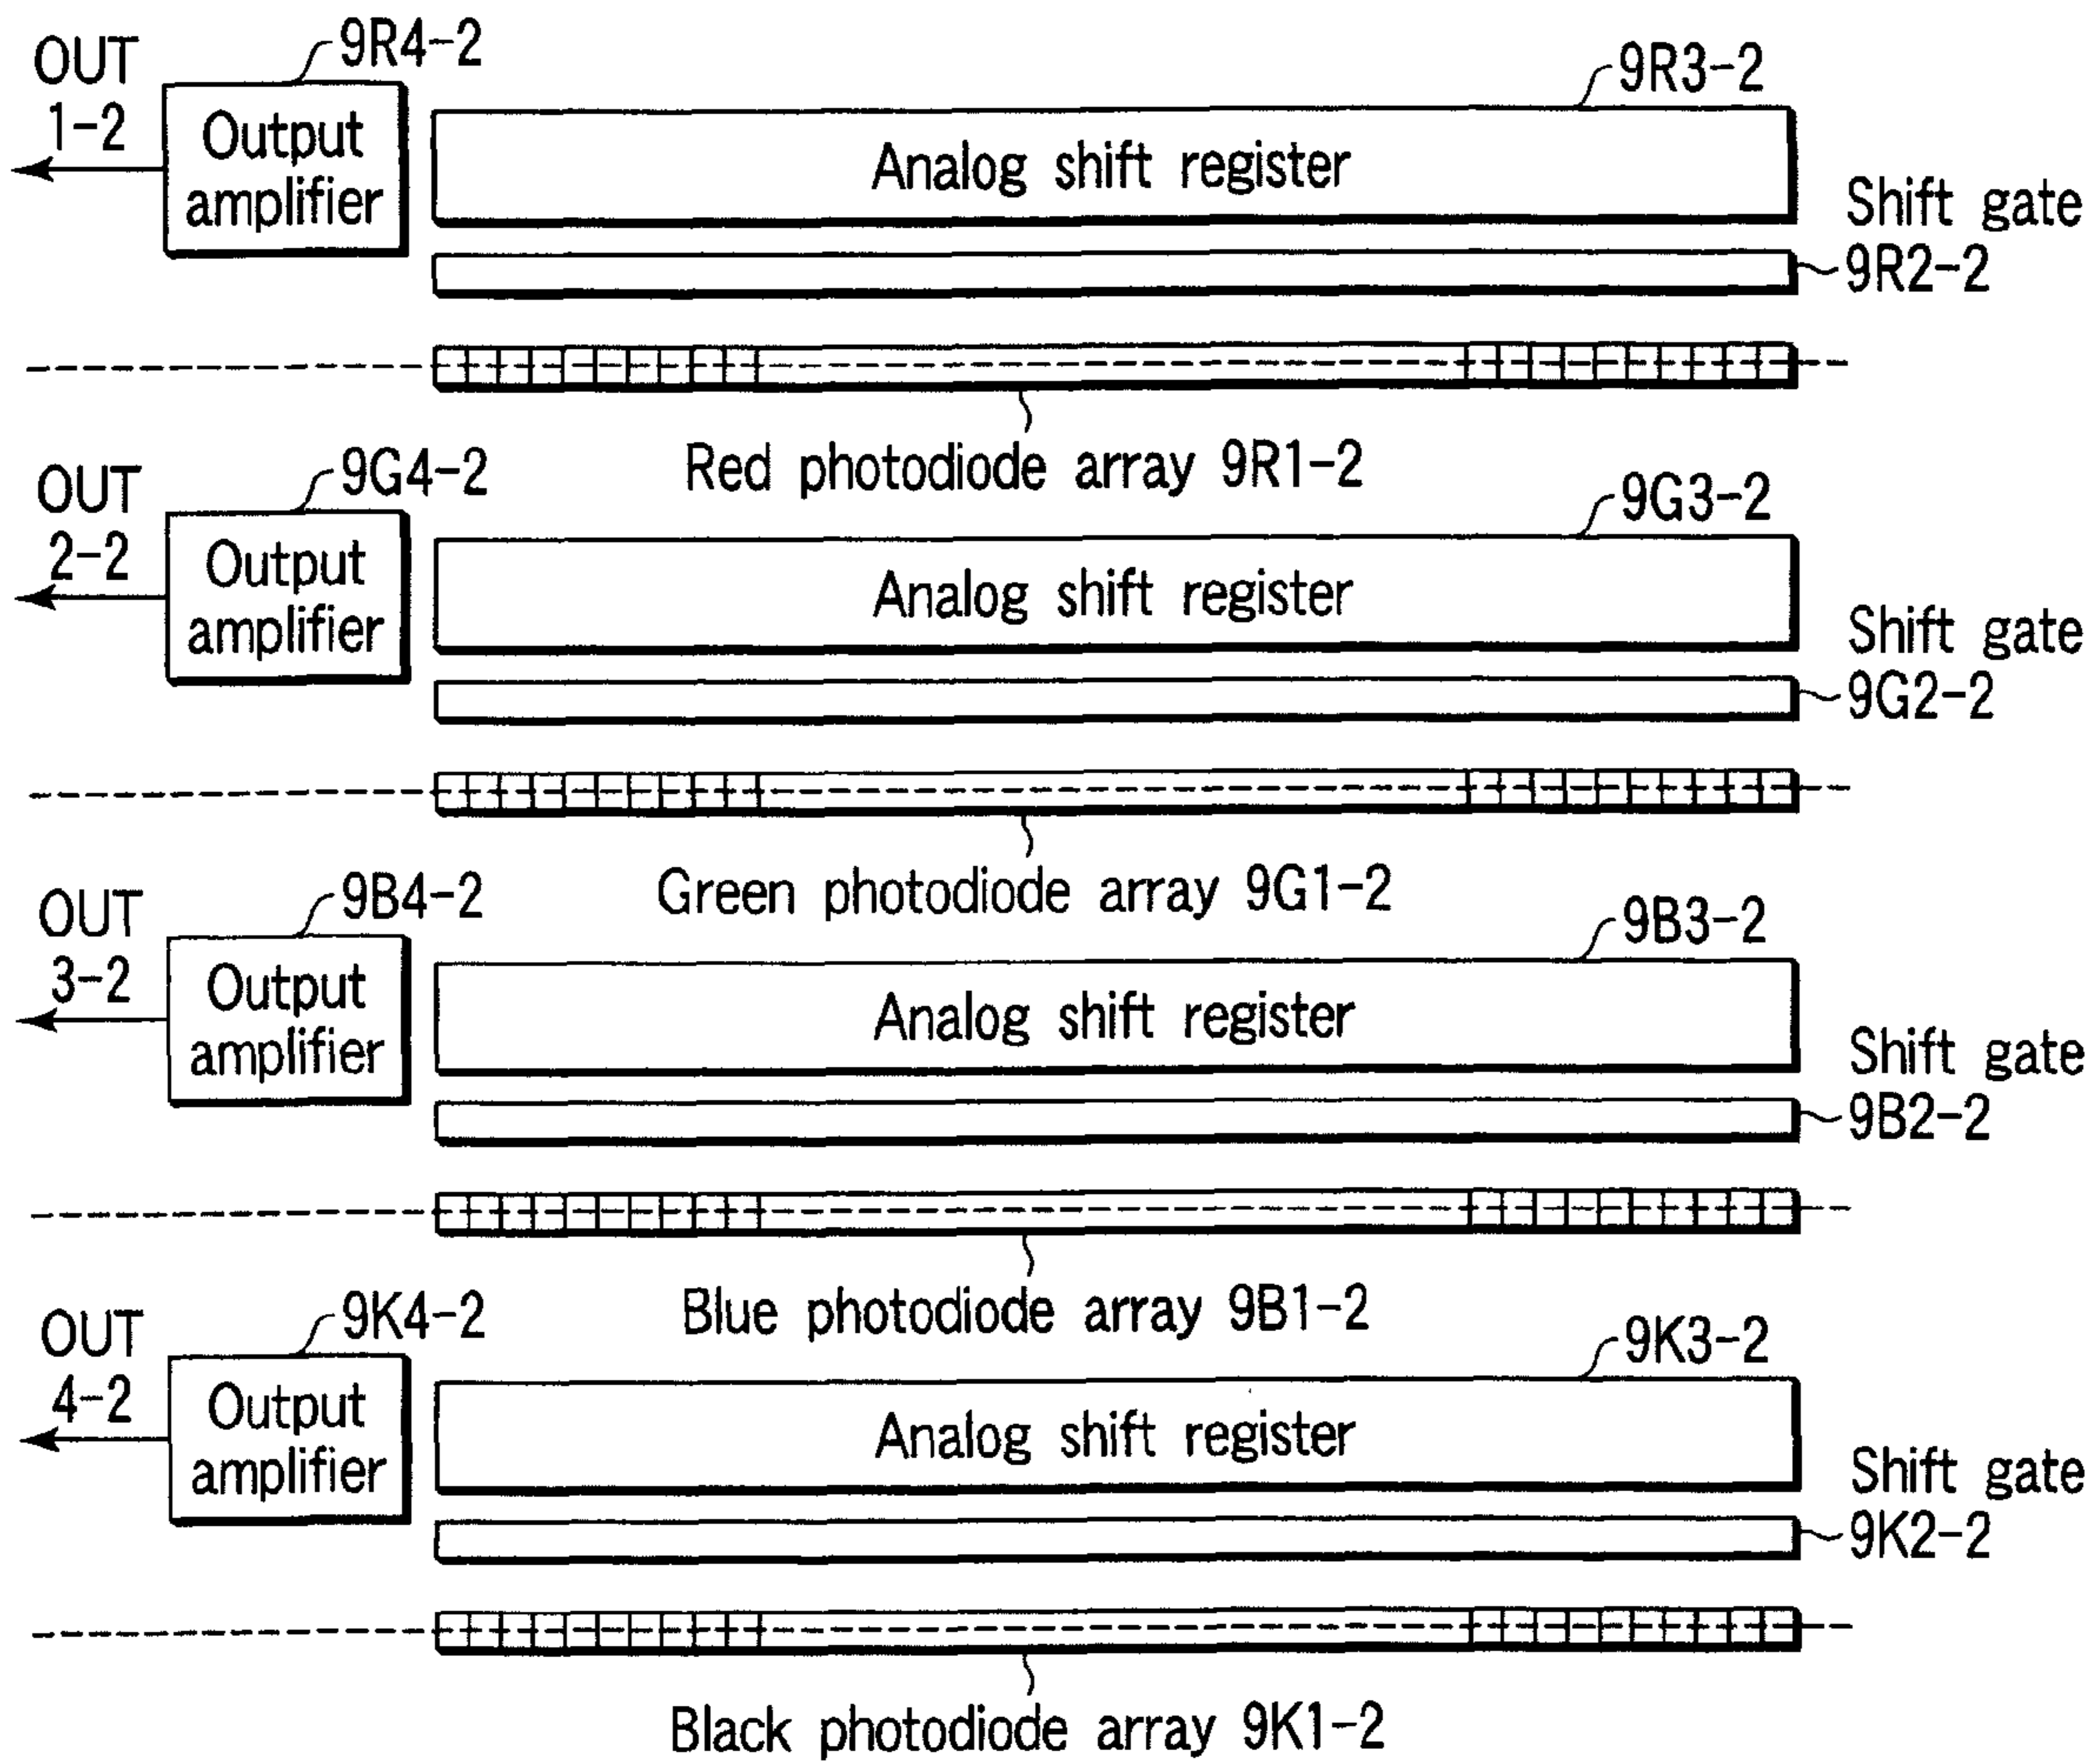 OUT
1-2
9R4-2
Output
amplifier
9R3-2
Analog shift register
Shift gate
9R2-2
Red photodiode array 9R1-2
OUT
2-2
9G4-2
Output
amplifier
9G3-2
Analog shift register
Shift gate
9G2-2
Green photodiode array 9G1-2
OUT
3-2
9B4-2
Output
amplifier
9B3-2
Analog shift register
Shift gate
9B2-2
Blue photodiode array 9B1-2
OUT
4-2
9K4-2
Output
amplifier
9K3-2
Analog shift register
Shift gate
9K2-2
Black photodiode array 9K1-2